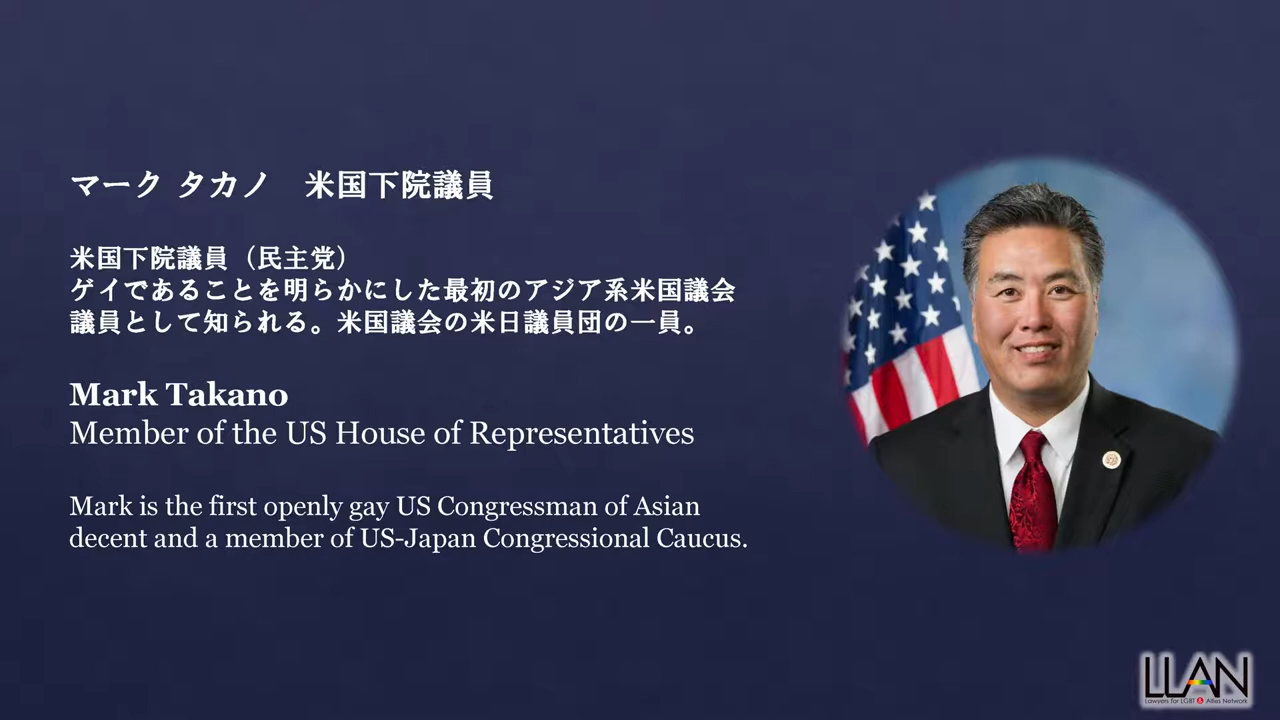 マーク タカノ　米国下院議員
米国下院議員（民主党）
ゲイであることを明らかにした最初のアジア系米国議会
議員として知られる。米国議会の米日議員団の一員。
Mark Takano
Member of the US House of Representatives
Mark is the first openly gay US Congressman of Asian
decent and a member of US-Japan Congressional Caucus.
LLAN
Lawyers for LGBT & Allies Network